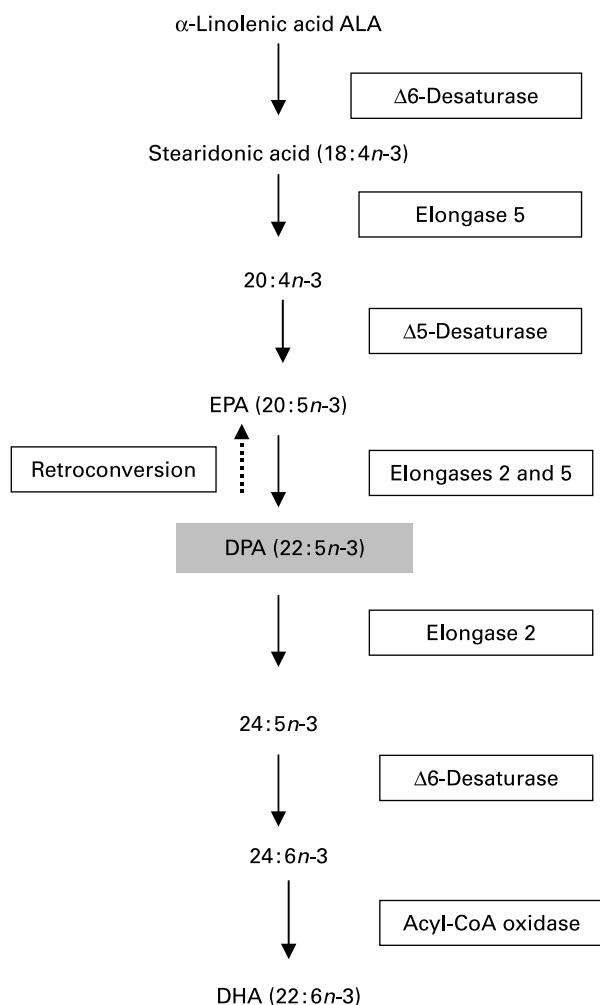 α-Linolenic acid ALA
Δ6-Desaturase
Stearidonic acid (18:4n-3)
Elongase 5
20:4n-3
Δ5-Desaturase
EPA (20:5n-3)
Retroconversion
Elongases 2 and 5
DPA (22:5n-3)
Elongase 2
24:5n-3
Δ6-Desaturase
24:6n-3
Acyl-CoA oxidase
DHA (22:6n-3)